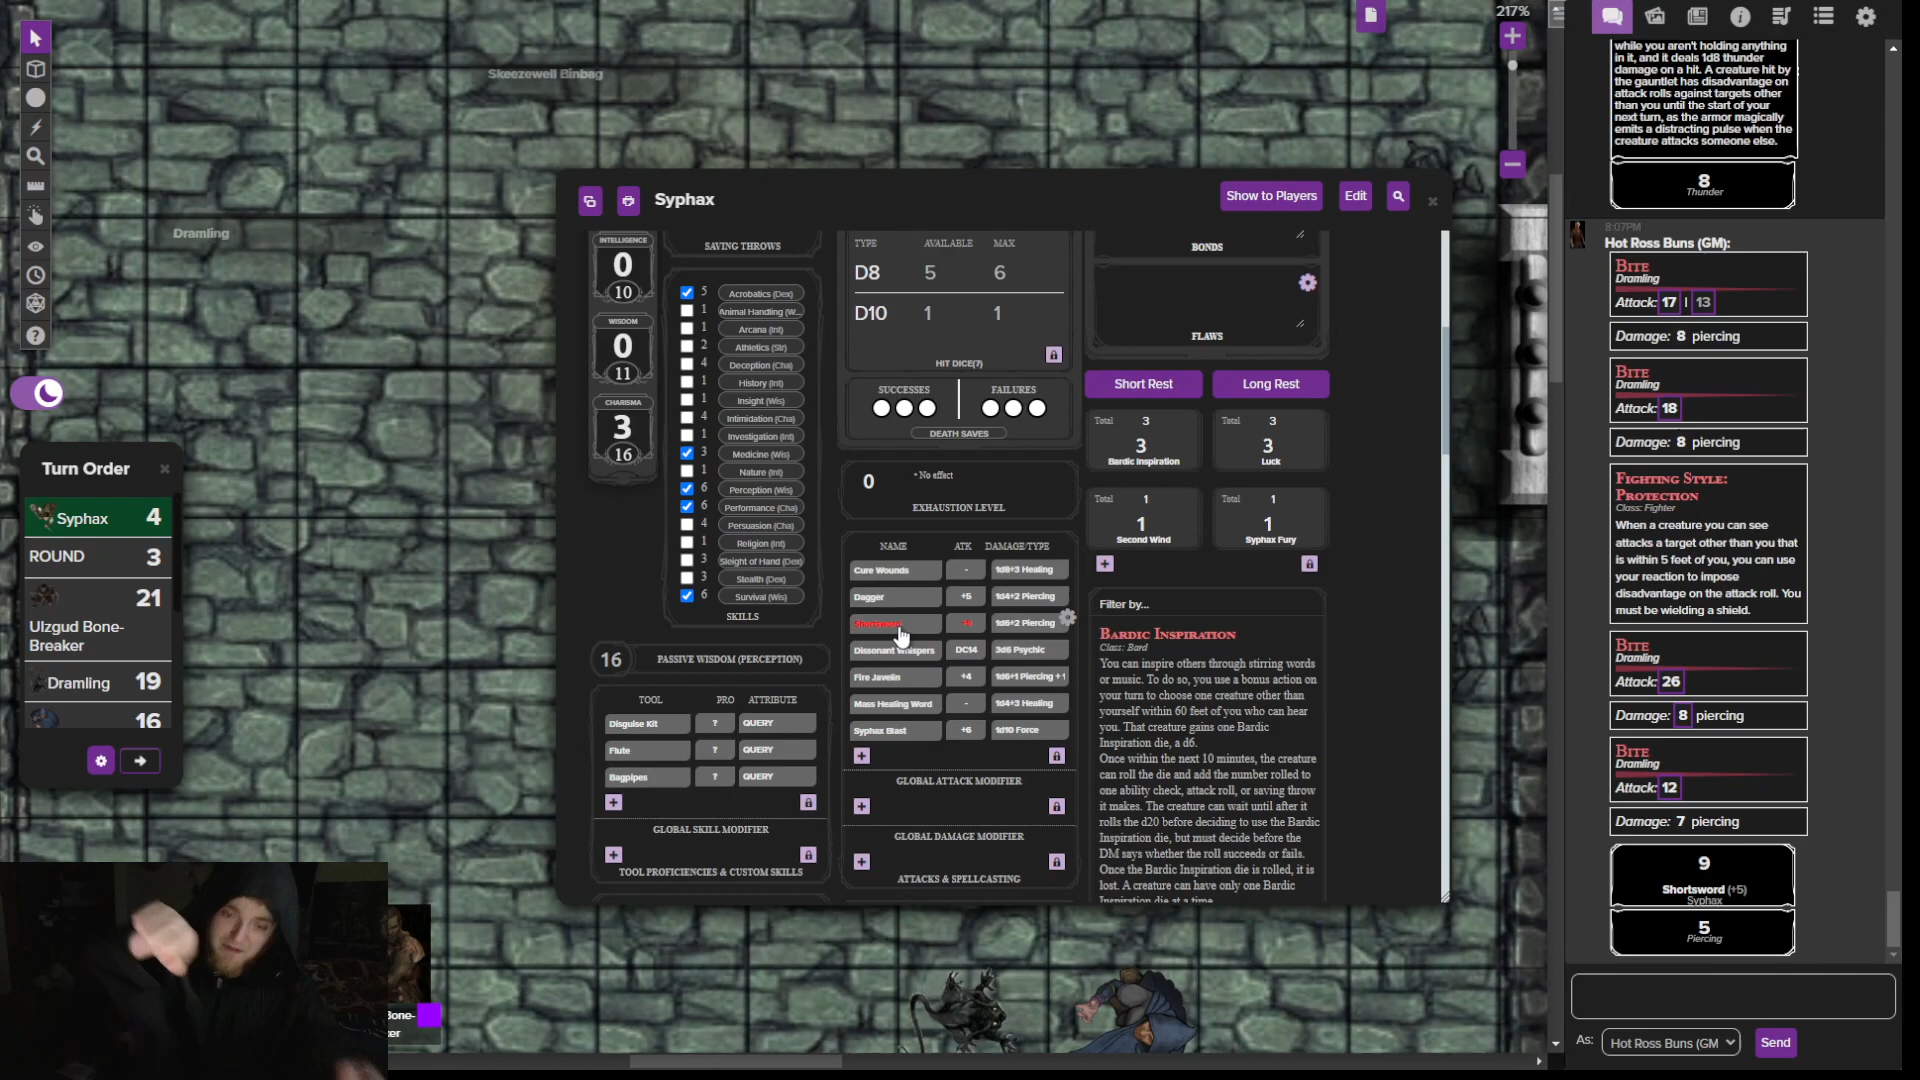 217%
Skeezewell Binbag
Dramling
Turn Order
Syphax 4
ROUND 3
21
Ulzgud Bone-
Breaker
Dramling 19
16
Syphax
Show to Players
Edit
INTELLIGENCE
0
10
WISDOM
0
11
CHARISMA
3
16
SAVING THROWS
5 Acrobatics (Dex)
1 Animal Handling (W...
1 Arcana (Int)
2 Athletics (Str)
4 Deception (Cha)
1 History (Int)
1 Insight (Wis)
4 Intimidation (Cha)
1 Investigation (Int)
3 Medicine (Wis)
1 Nature (Int)
6 Perception (Wis)
6 Performance (Cha)
4 Persuasion (Cha)
1 Religion (Int)
3 Sleight of Hand (Dex)
3 Stealth (Dex)
6 Survival (Wis)
SKILLS
16 PASSIVE WISDOM (PERCEPTION)
TOOL PRO ATTRIBUTE
Disguise Kit ? QUERY
Flute ? QUERY
Bagpipes ? QUERY
GLOBAL SKILL MODIFIER
TOOL PROFICIENCIES & CUSTOM SKILLS
TYPE AVAILABLE MAX
D8 5 6
D10 1 1
HIT DICE(7)
SUCCESSES FAILURES
DEATH SAVES
0 • No effect
EXHAUSTION LEVEL
NAME ATK DAMAGE/TYPE
Cure Wounds - 1d8+3 Healing
Dagger +5 1d4+2 Piercing
Shortsword +5 1d6+2 Piercing
Dissonant Whispers DC14 3d6 Psychic
Fire Javelin +4 1d6+1 Piercing + 1
Mass Healing Word - 1d4+3 Healing
Syphax Blast +6 1d10 Force
GLOBAL ATTACK MODIFIER
GLOBAL DAMAGE MODIFIER
ATTACKS & SPELLCASTING
BONDS
FLAWS
Short Rest Long Rest
Total 3
3
Bardic Inspiration
Total 3
3
Luck
Total 1
1
Second Wind
Total 1
1
Syphax Fury
Filter by...
BARDIC INSPIRATION
Class: Bard
You can inspire others through stirring words
or music. To do so, you use a bonus action on
your turn to choose one creature other than
yourself within 60 feet of you who can hear
you. That creature gains one Bardic
Inspiration die, a d6.
Once within the next 10 minutes, the creature
can roll the die and add the number rolled to
one ability check, attack roll, or saving throw
it makes. The creature can wait until after it
rolls the d20 before deciding to use the Bardic
Inspiration die, but must decide before the
DM says whether the roll succeeds or fails.
Once the Bardic Inspiration die is rolled, it is
lost. A creature can have only one Bardic
Inspiration die at a time.
while you aren't holding anything
in it, and it deals 1d8 thunder
damage on a hit. A creature hit by
the gauntlet has disadvantage on
attack rolls against targets other
than you until the start of your
next turn, as the armor magically
emits a distracting pulse when the
creature attacks someone else.
8
Thunder
8:07PM
Hot Ross Buns (GM):
BITE
Dramling
Attack: 17 | 13
Damage: 8 piercing
BITE
Dramling
Attack: 18
Damage: 8 piercing
FIGHTING STYLE:
PROTECTION
Class: Fighter
When a creature you can see
attacks a target other than you that
is within 5 feet of you, you can use
your reaction to impose
disadvantage on the attack roll. You
must be wielding a shield.
BITE
Dramling
Attack: 26
Damage: 8 piercing
BITE
Dramling
Attack: 12
Damage: 7 piercing
9
Shortsword (+5)
Syphax
5
Piercing
As: Hot Ross Buns (GM
Send
Bone-
ker